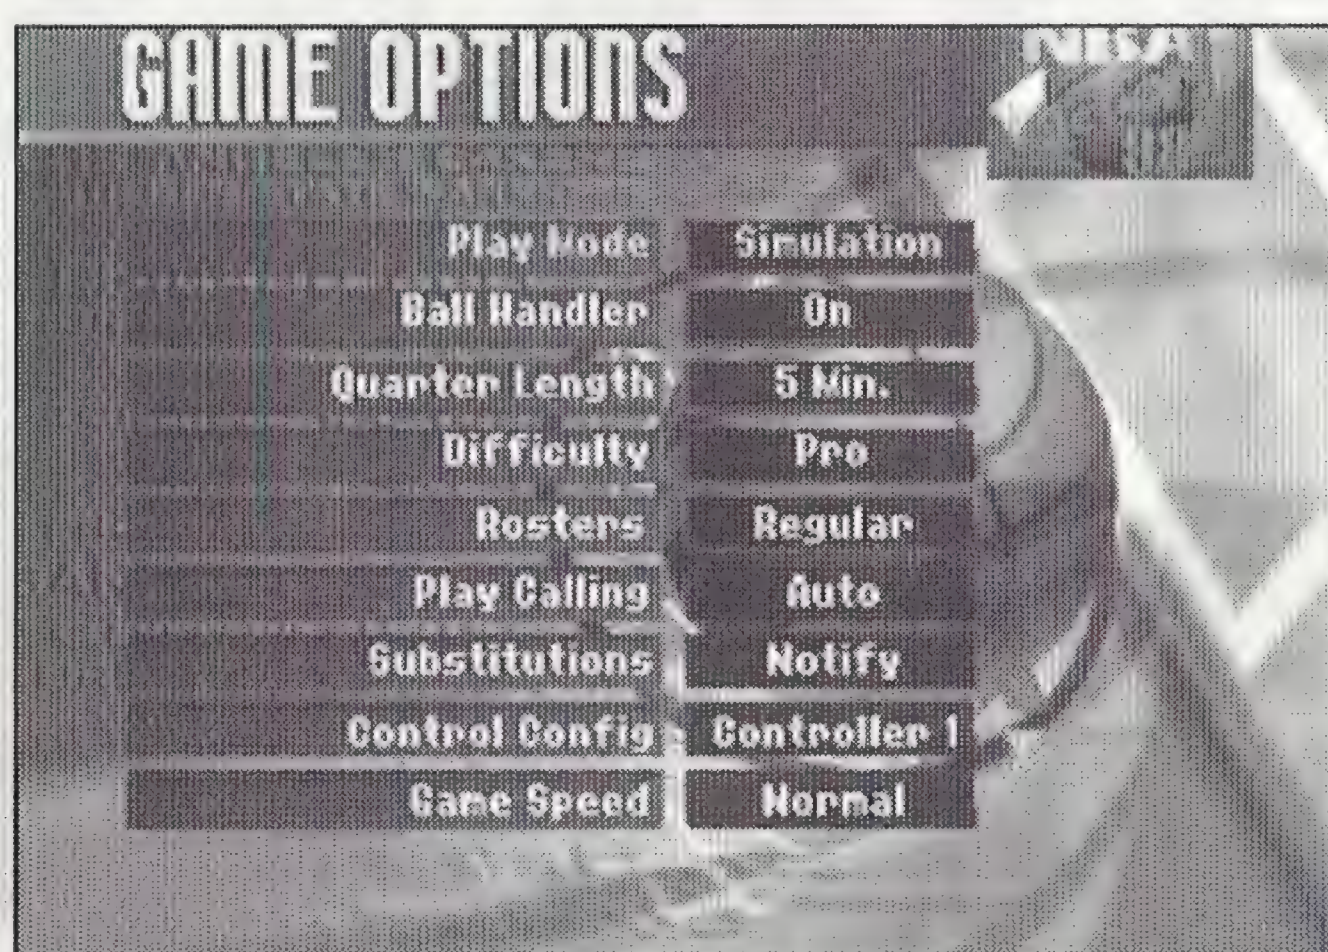 GAME OPTIONS
NBA
Play Mode Simulation
Ball Handler On
Quarter Length 5 Min.
Difficulty Pro
Rosters Regular
Play Calling Auto
Substitutions Notify
Control Config Controller 1
Game Speed Normal